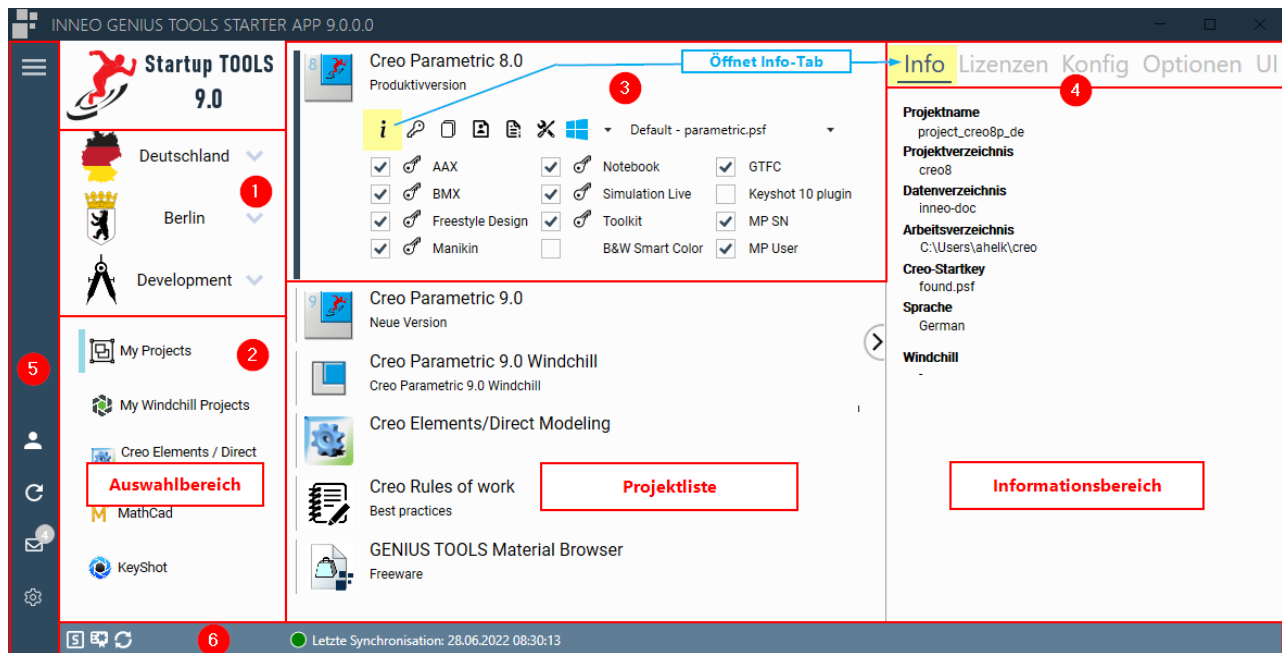 INNEO GENIUS TOOLS STARTER APP 9.0.0.0
Startup TOOLS
9.0
Deutschland
1
Berlin
Development
My Projects
2
My Windchill Projects
Creo Elements / Direct
Auswahlbereich
MathCad
KeyShot
5
4
8
Creo Parametric 8.0
Produktivversion
3
Öffnet Info-Tab
i
Default - parametric.psf
AAX
Notebook
GTFC
BMX
Simulation Live
Keyshot 10 plugin
Freestyle Design
Toolkit
MP SN
Manikin
B&W Smart Color
MP User
9
Creo Parametric 9.0
Neue Version
Creo Parametric 9.0 Windchill
Creo Parametric 9.0 Windchill
Creo Elements/Direct Modeling
Creo Rules of work
Best practices
Projektliste
GENIUS TOOLS Material Browser
Freeware
Info Lizenzen Konfig Optionen UI
4
Projektname
project_creo8p_de
Projektverzeichnis
creo8
Datenverzeichnis
inneo-doc
Arbeitsverzeichnis
C:\Users\ahelk\creo
Creo-Startkey
found.psf
Sprache
German
Windchill
-
Informationsbereich
S
6
Letzte Synchronisation: 28.06.2022 08:30:13